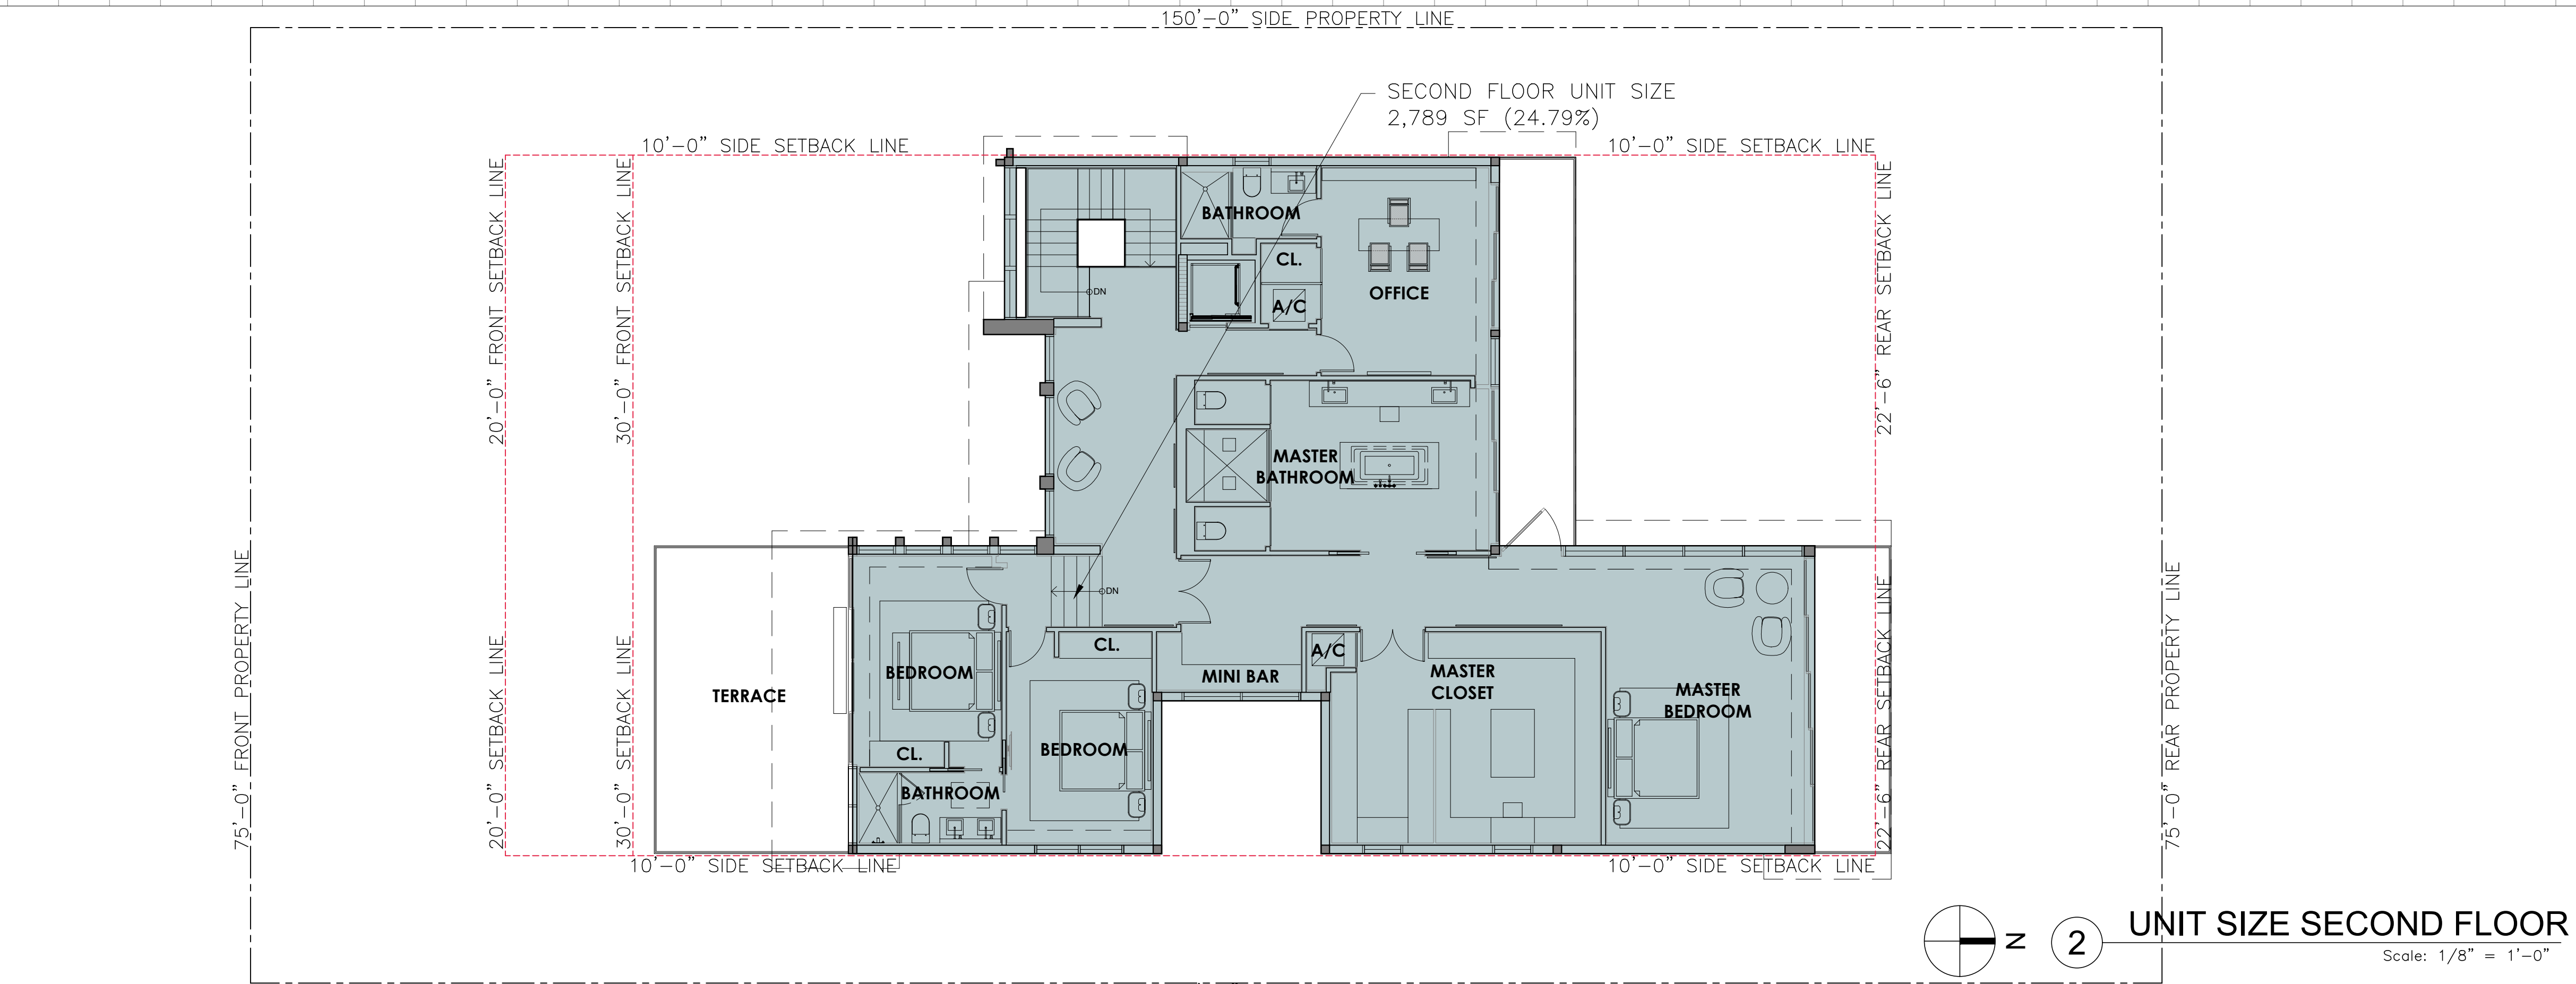 150'-0" SIDE PROPERTY LINE
SECOND FLOOR UNIT SIZE
2,789 SF (24.79%)
10'-0" SIDE SETBACK LINE
10'-0" SIDE SETBACK LINE
20'-0" FRONT SETBACK LINE
30'-0" FRONT SETBACK LINE
22'-6" REAR SETBACK LINE
BATHROOM
CL.
A/C
OFFICE
DN
MASTER
BATHROOM
75'-0" FRONT PROPERTY LINE
20'-0" SETBACK LINE
30'-0" SETBACK LINE
TERRACE
BEDROOM
CL.
BATHROOM
DN
CL.
BEDROOM
MINI BAR
A/C
MASTER
CLOSET
MASTER
BEDROOM
22'-6" REAR SETBACK LINE
75'-0" REAR PROPERTY LINE
10'-0" SIDE SETBACK LINE
10'-0" SIDE SETBACK LINE
N
2
UNIT SIZE SECOND FLOOR
Scale: 1/8" = 1'-0"